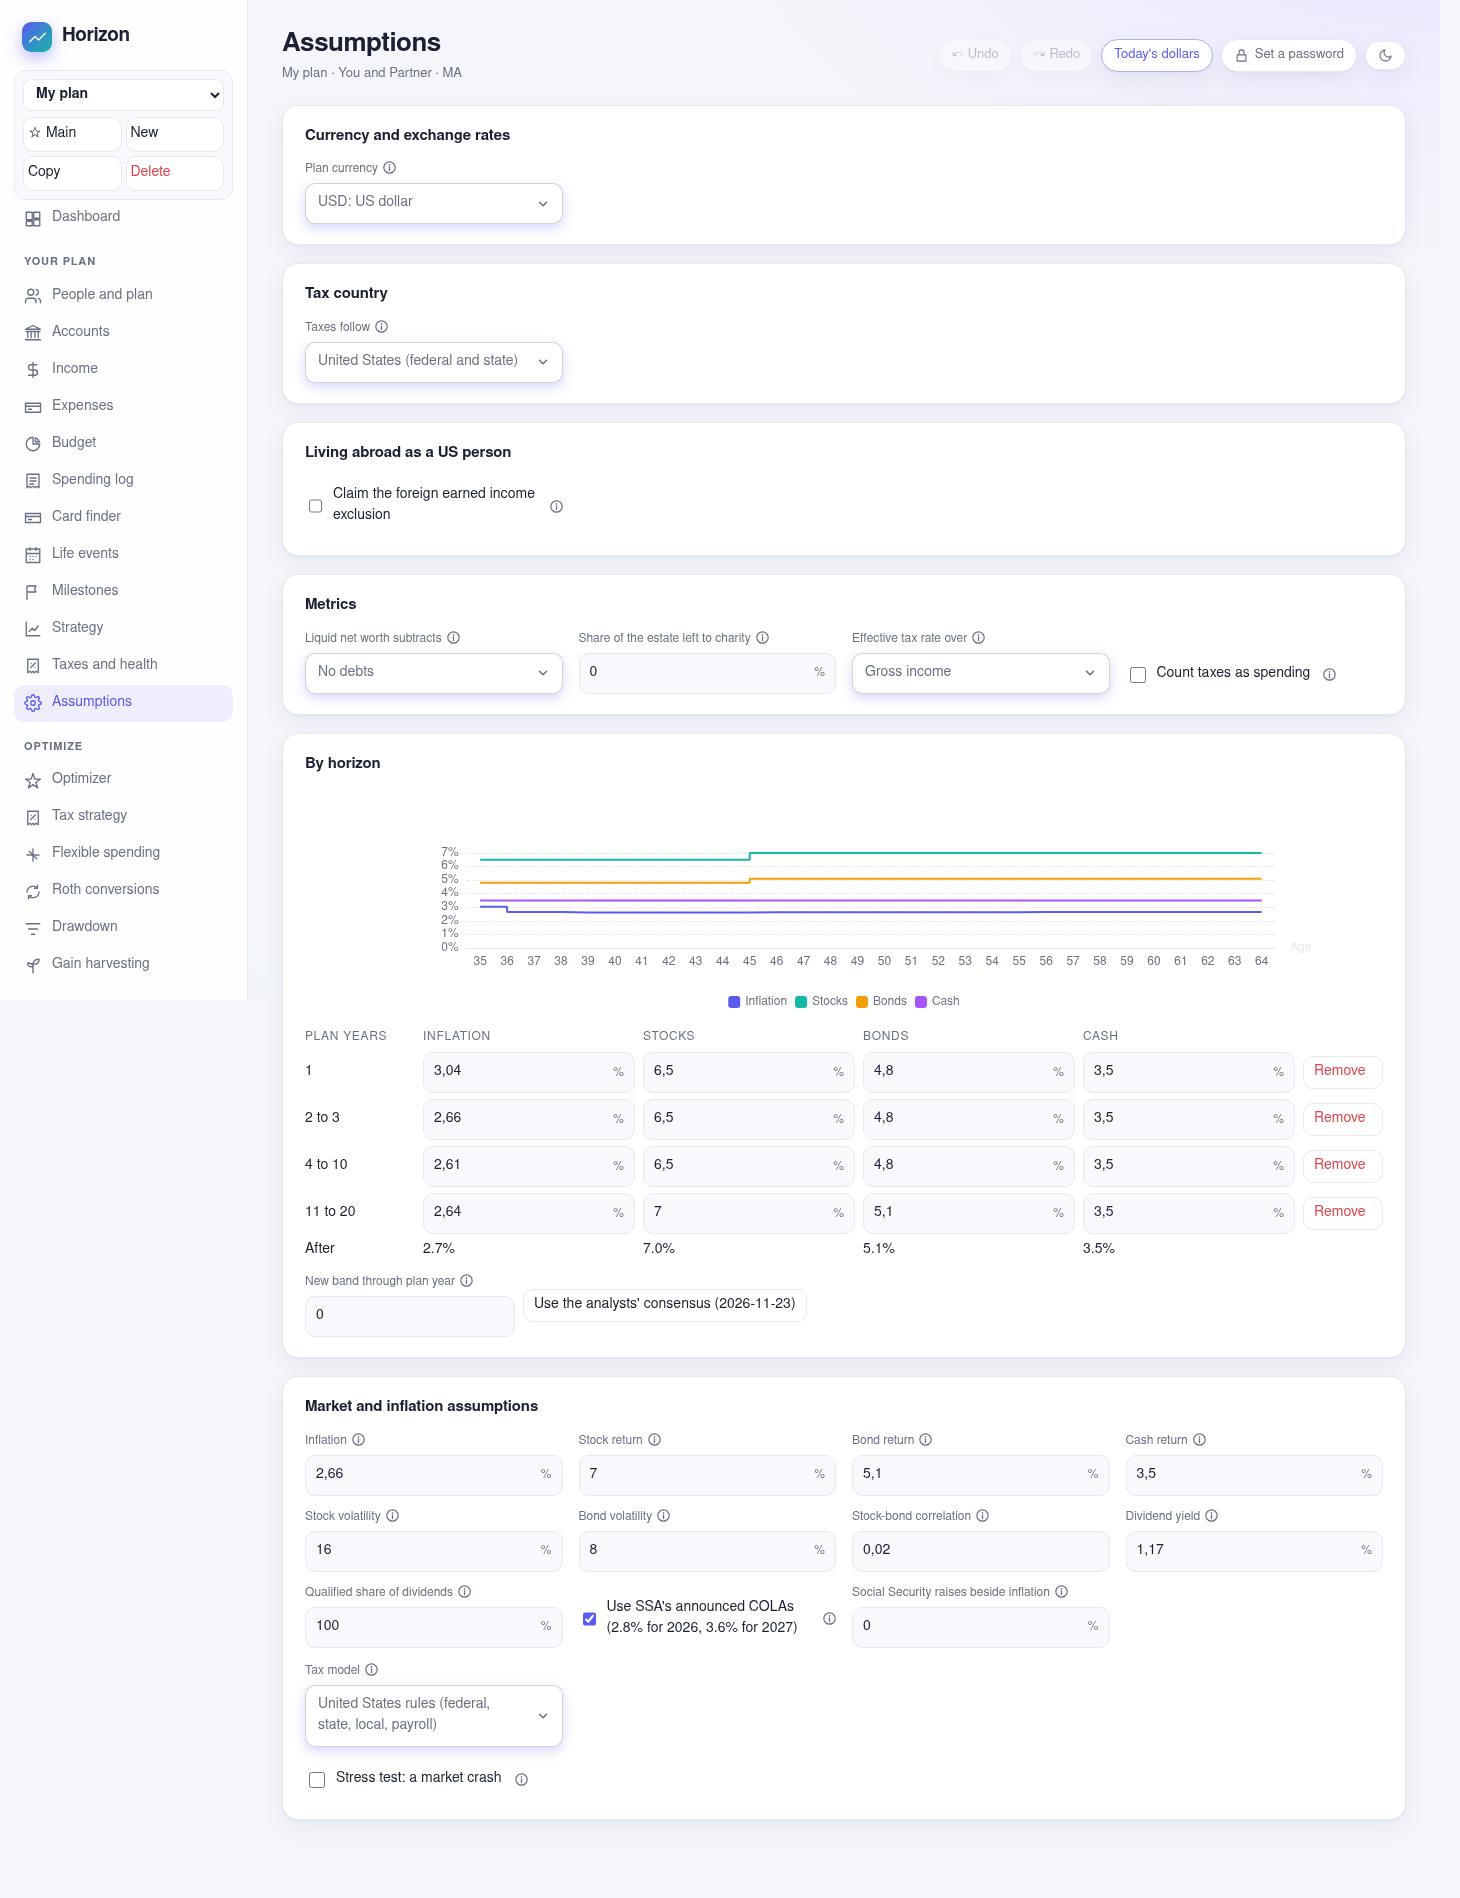 Horizon
My plan
☆ Main
New
Copy
Delete
Dashboard
YOUR PLAN
People and plan
Accounts
Income
Expenses
Budget
Spending log
Card finder
Life events
Milestones
Strategy
Taxes and health
Assumptions
OPTIMIZE
Optimizer
Tax strategy
Flexible spending
Roth conversions
Drawdown
Gain harvesting
Assumptions
My plan · You and Partner · MA
Undo
Redo
Today's dollars
Set a password
Currency and exchange rates
Plan currency
USD: US dollar
Tax country
Taxes follow
United States (federal and state)
Living abroad as a US person
Claim the foreign earned income
exclusion
Metrics
Liquid net worth subtracts
Share of the estate left to charity
Effective tax rate over
No debts
0 %
Gross income
Count taxes as spending
By horizon
7%
6%
5%
4%
3%
2%
1%
0%
Age
35 36 37 38 39 40 41 42 43 44 45 46 47 48 49 50 51 52 53 54 55 56 57 58 59 60 61 62 63 64
Inflation Stocks Bonds Cash
PLAN YEARS INFLATION STOCKS BONDS CASH
1 3,04 % 6,5 % 4,8 % 3,5 % Remove
2 to 3 2,66 % 6,5 % 4,8 % 3,5 % Remove
4 to 10 2,61 % 6,5 % 4,8 % 3,5 % Remove
11 to 20 2,64 % 7 % 5,1 % 3,5 % Remove
After 2.7% 7.0% 5.1% 3.5%
New band through plan year
0
Use the analysts' consensus (2026-11-23)
Market and inflation assumptions
Inflation Stock return Bond return Cash return
2,66 % 7 % 5,1 % 3,5 %
Stock volatility Bond volatility Stock-bond correlation Dividend yield
16 % 8 % 0,02 1,17 %
Qualified share of dividends
100 %
Use SSA's announced COLAs
(2.8% for 2026, 3.6% for 2027)
Social Security raises beside inflation
0 %
Tax model
United States rules (federal,
state, local, payroll)
Stress test: a market crash